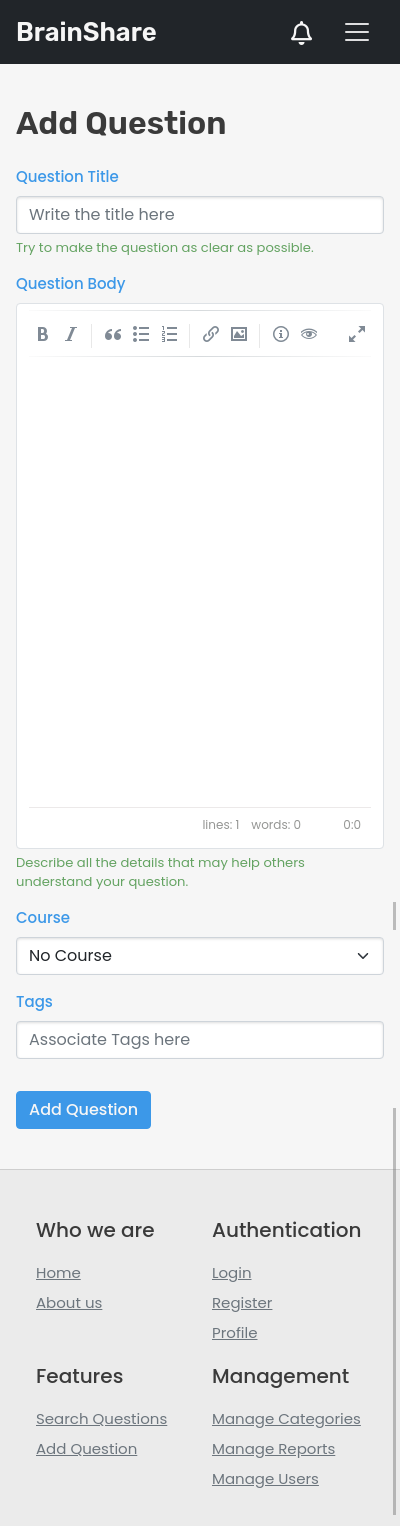 BrainShare
Add Question
Question Title
Write the title here
Try to make the question as clear as possible.
Question Body
lines: 1 words: 0 0:0
Describe all the details that may help others
understand your question.
Course
No Course
Tags
Associate Tags here
Add Question
Who we are
Home
About us
Authentication
Login
Register
Profile
Features
Search Questions
Add Question
Management
Manage Categories
Manage Reports
Manage Users